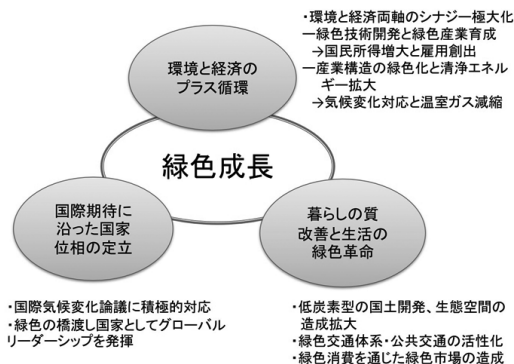 ・環境と経済両軸のシナジー極大化
ー緑色技術開発と緑色産業育成
→国民所得増大と雇用創出
ー産業構造の緑色化と清浄エネル
ギー拡大
→気候変化対応と温室ガス減縮
環境と経済の
プラス循環
緑色成長
国際期待に
沿った国家
位相の定立
暮らしの質
改善と生活の
緑色革命
・国際気候変化論議に積極的対応
・緑色の橋渡し国家としてグローバル
リーダーシップを発揮
・低炭素型の国土開発、生態空間の
造成拡大
・緑色交通体系・公共交通の活性化
・緑色消費を通じた緑色市場の造成